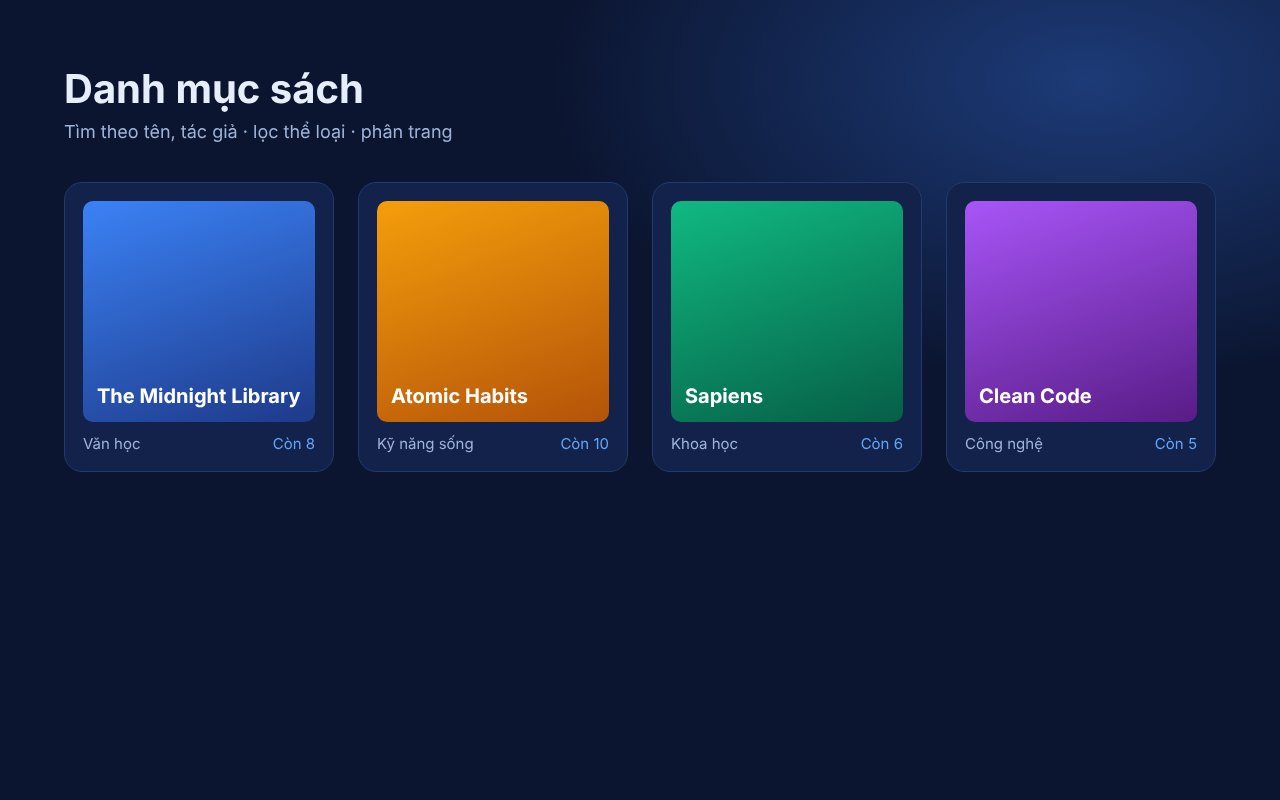 Danh mục sách
Tìm theo tên, tác giả · lọc thể loại · phân trang
The Midnight Library
Văn học
Còn 8
Atomic Habits
Kỹ năng sống
Còn 10
Sapiens
Khoa học
Còn 6
Clean Code
Công nghệ
Còn 5